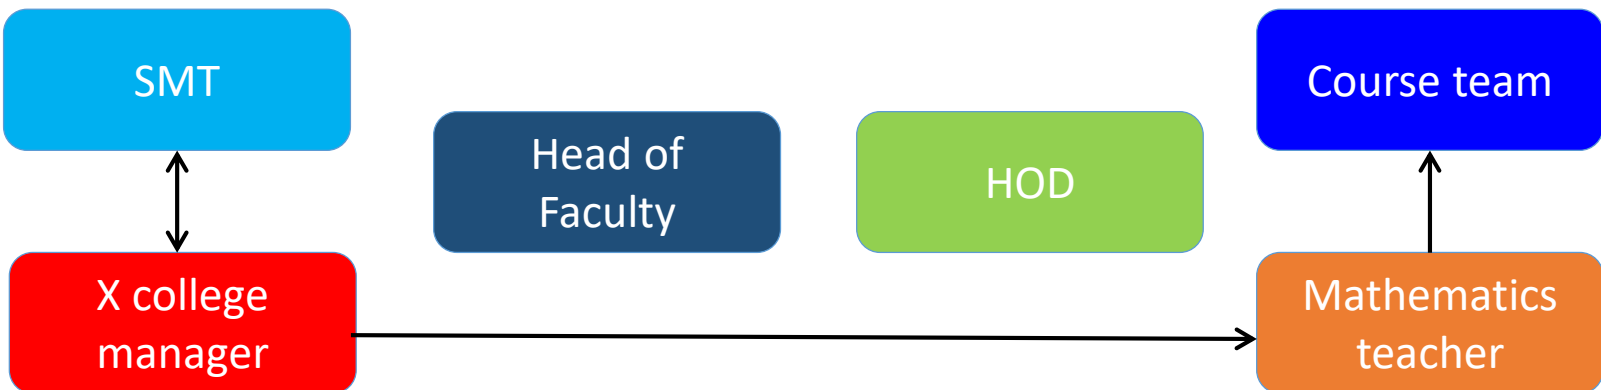 SMT
Course team
Head of
Faculty
HOD
X college
manager
Mathematics
teacher